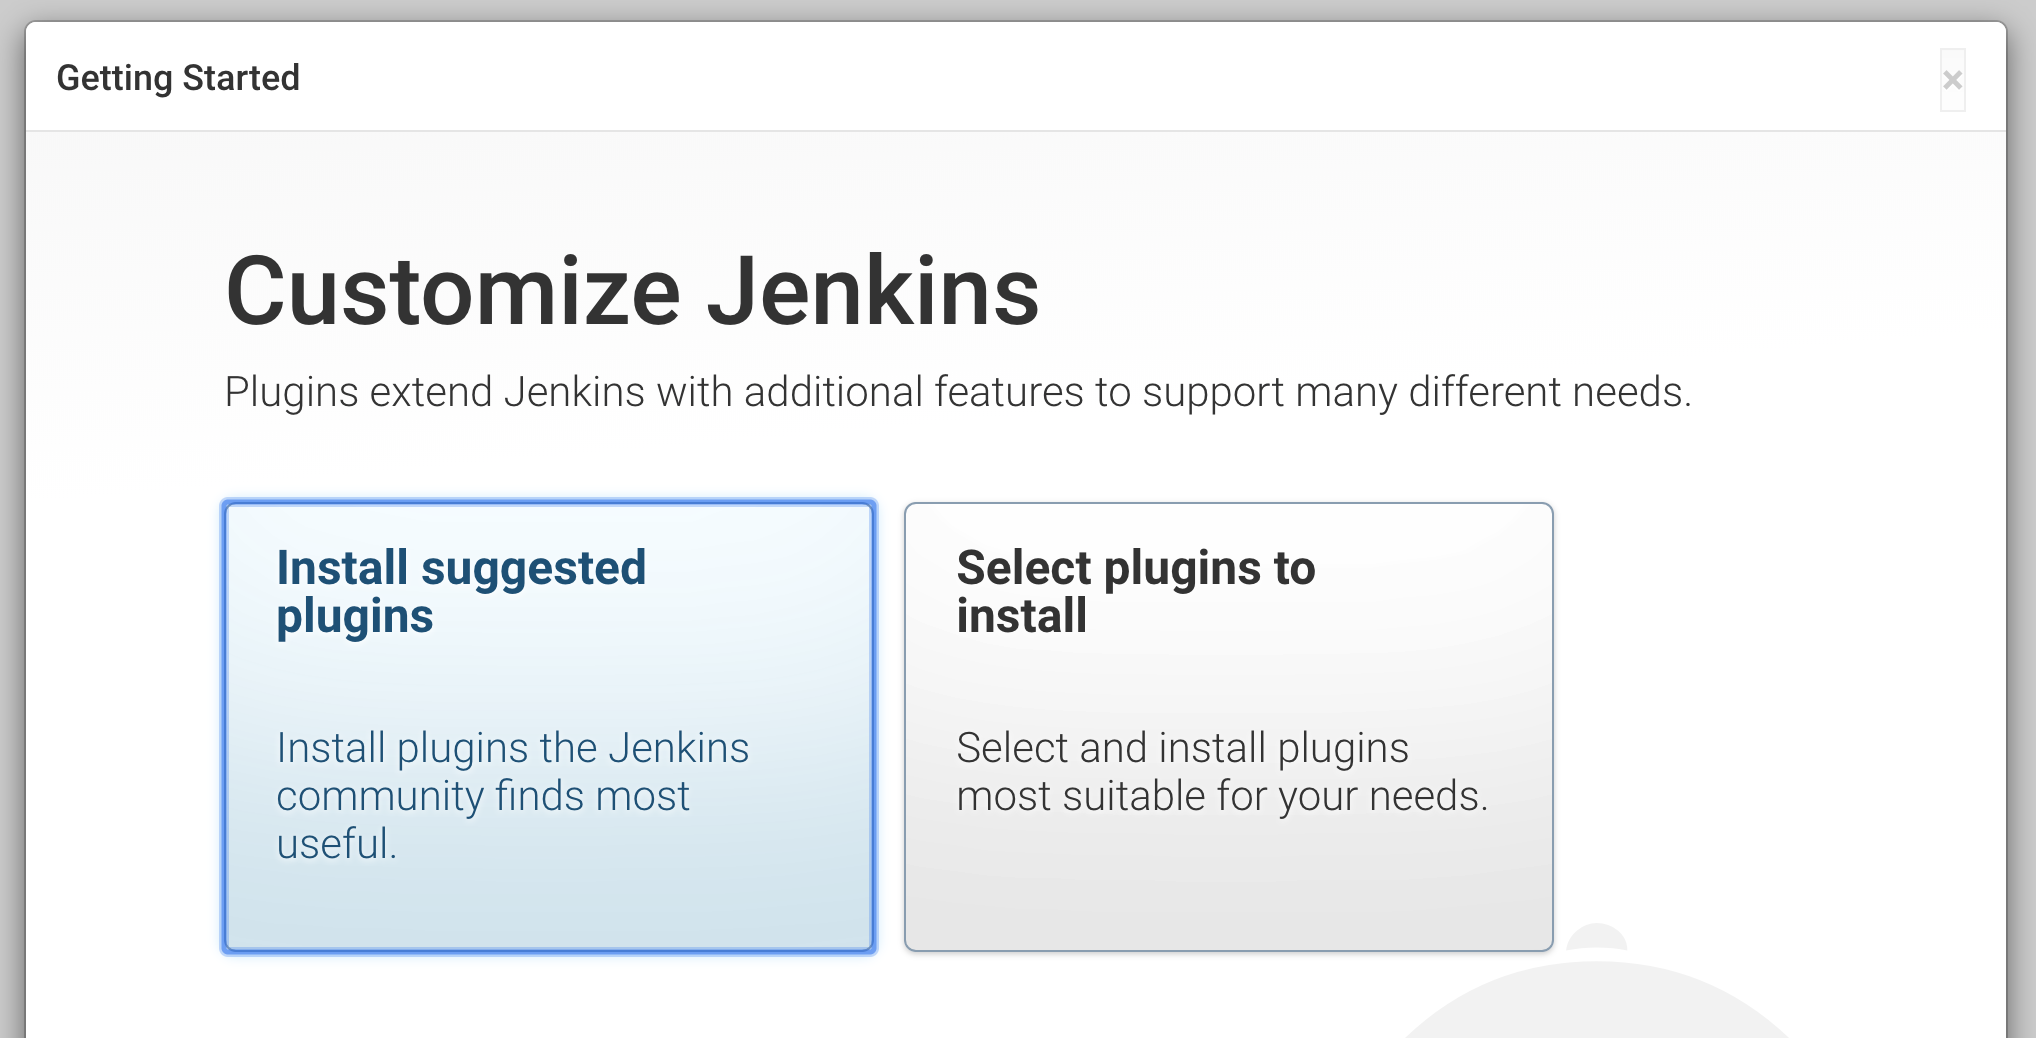 Getting Started
×
Customize Jenkins
Plugins extend Jenkins with additional features to support many different needs.
Install suggested
plugins
Install plugins the Jenkins
community finds most
useful.
Select plugins to
install
Select and install plugins
most suitable for your needs.